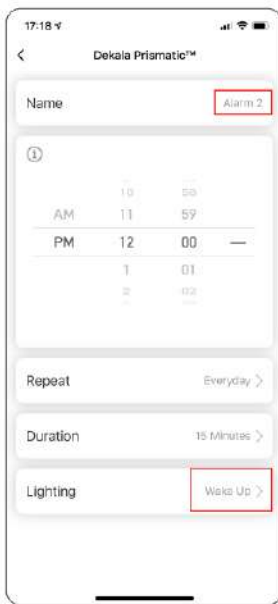 17:18
Dekala Prismatic™
Name Alarm 2
①
10 58
AM 11 59
PM 12 00 —
1 01
2 02
Repeat Everyday >
Duration 15 Minutes >
Lighting Wake Up >